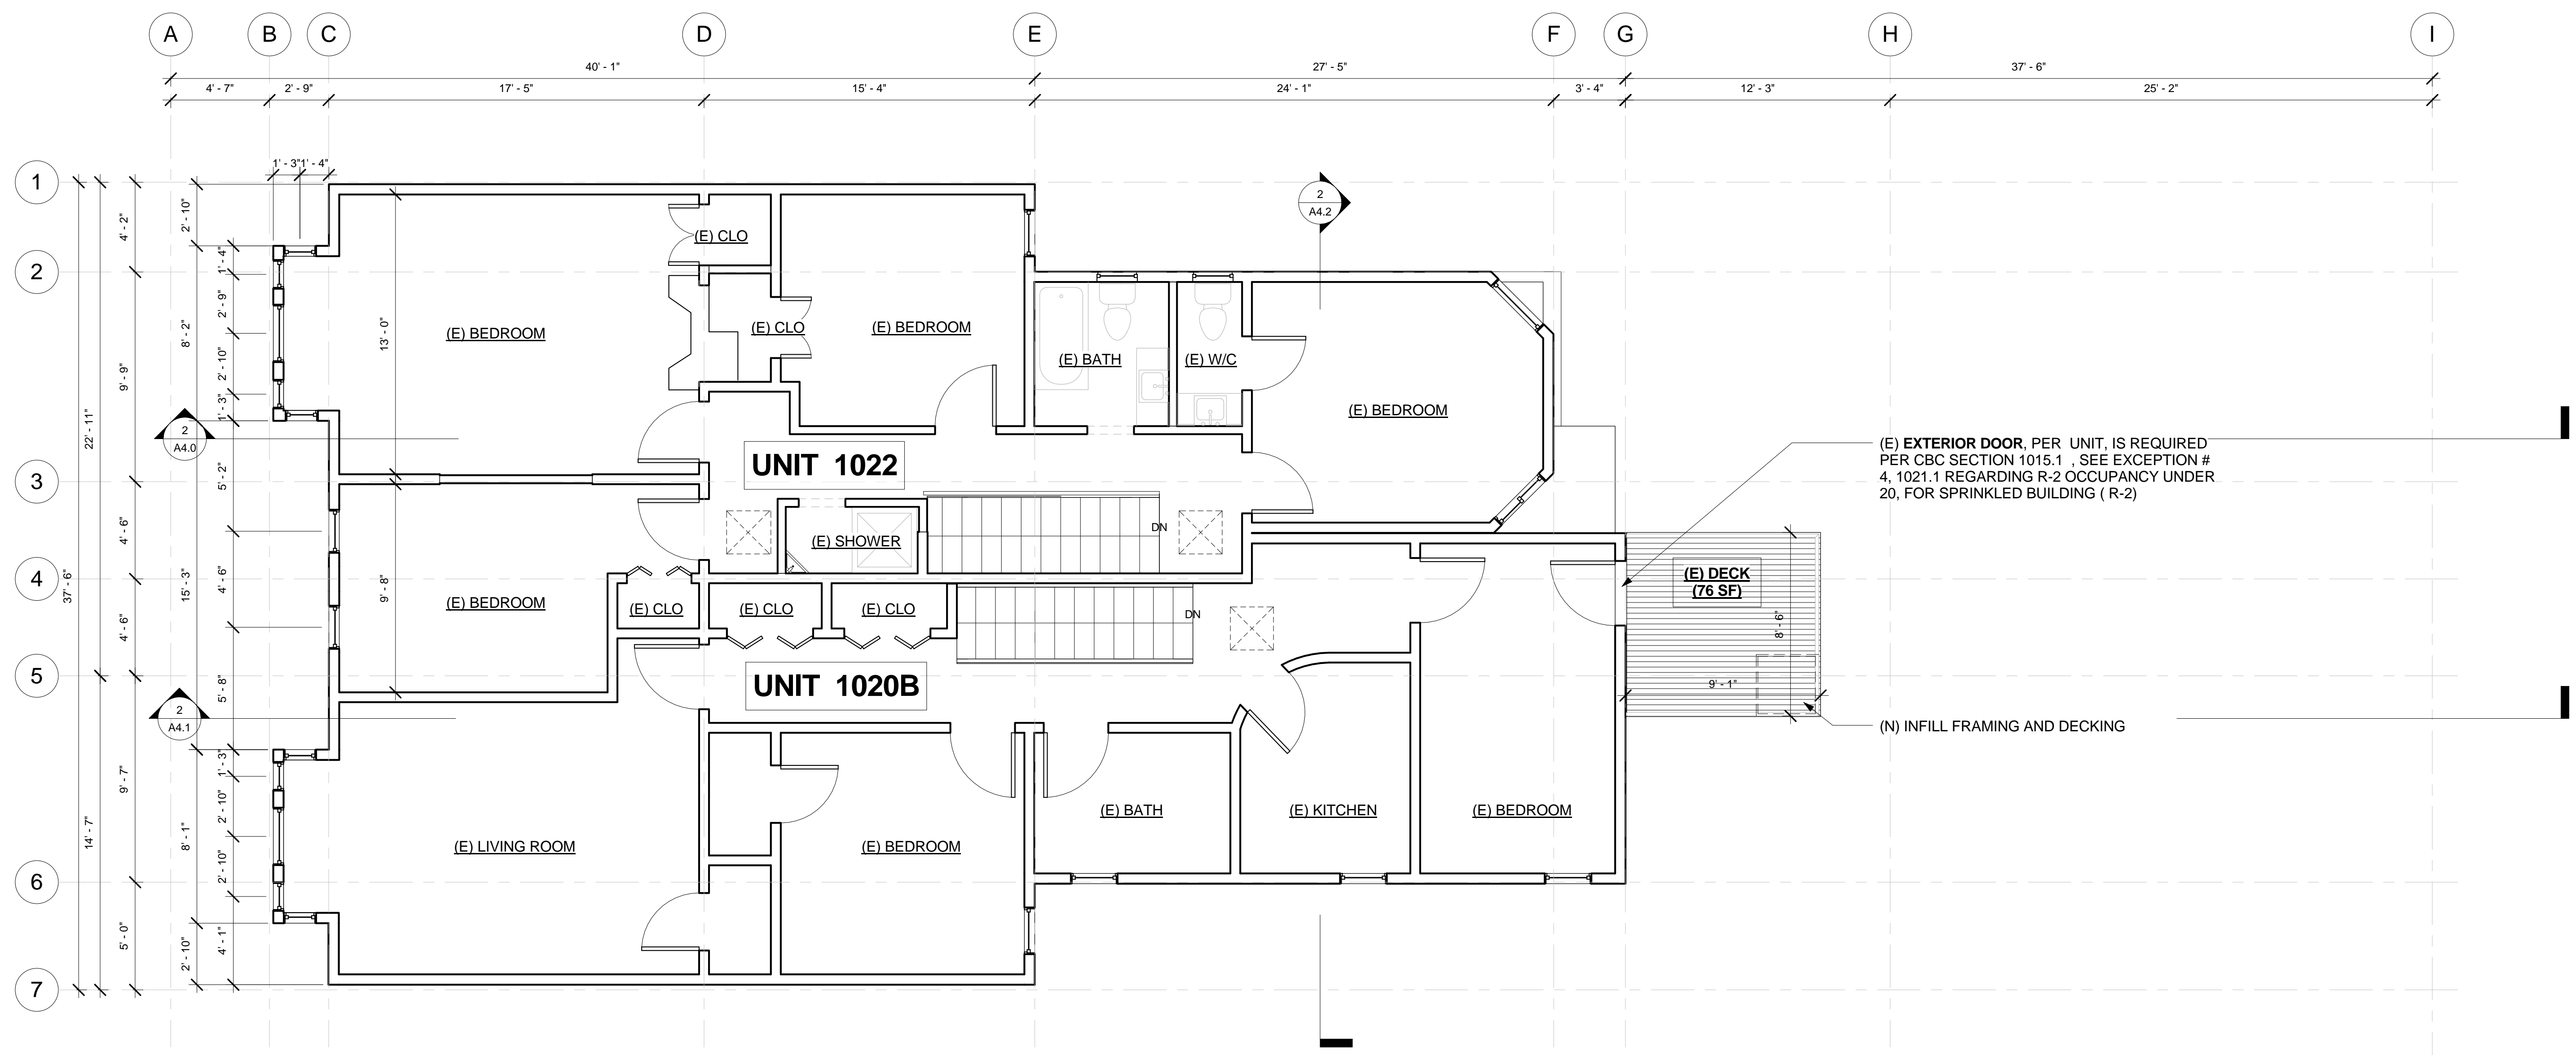 A B C D E F G H I
40' - 1" 27' - 5" 37' - 6"
4' - 7" 2' - 9" 17' - 5" 15' - 4" 24' - 1" 3' - 4" 12' - 3" 25' - 2"
1' - 3" 1' - 4"
1
2
3
4
5
6
7
37' - 6"
22' - 11"
14' - 7"
4' - 2"
9' - 9"
4' - 6"
4' - 6"
9' - 7"
5' - 0"
2' - 10"
8' - 2"
15' - 3"
8' - 1"
2' - 10"
1' - 4"
2' - 9"
2' - 10"
1' - 3"
5' - 2"
4' - 6"
5' - 8"
1' - 3"
2' - 10"
2' - 10"
4' - 1"
13' - 0"
9' - 8"
2
A4.2
2
A4.0
2
A4.1
(E) CLO
(E) BEDROOM
(E) CLO
(E) BEDROOM
(E) BATH
(E) W/C
(E) BEDROOM
UNIT 1022
DN
(E) SHOWER
(E) BEDROOM
(E) CLO
(E) CLO
(E) CLO
DN
UNIT 1020B
(E) LIVING ROOM
(E) BEDROOM
(E) BATH
(E) KITCHEN
(E) BEDROOM
(E) DECK
(76 SF)
8' - 6"
9' - 1"
(E) EXTERIOR DOOR, PER UNIT, IS REQUIRED
PER CBC SECTION 1015.1 , SEE EXCEPTION #
4, 1021.1 REGARDING R-2 OCCUPANCY UNDER
20, FOR SPRINKLED BUILDING ( R-2)
(N) INFILL FRAMING AND DECKING